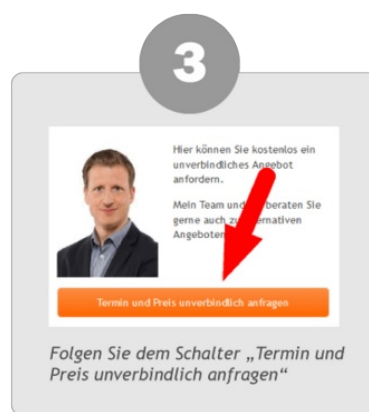 3
Hier können Sie kostenlos ein
unverbindliches Angebot
anfordern.
Mein Team und beraten Sie
gerne auch zu
Angeboten
Termin und Preis unverbindlich anfragen
Folgen Sie dem Schalter „Termin und
Preis unverbindlich anfragen“